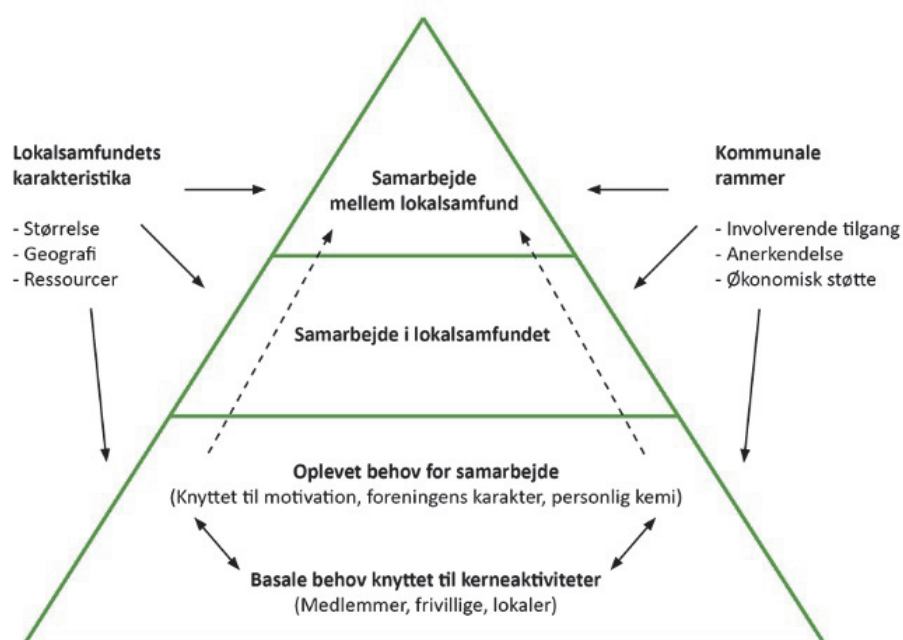 Lokalsamfundets
karakteristika
- Størrelse
- Geografi
- Ressourcer
Samarbejde
mellem lokalsamfund
Kommunale
rammer
- Involverende tilgang
- Anerkendelse
- Økonomisk støtte
Samarbejde i lokalsamfundet
Oplevet behov for samarbejde
(Knyttet til motivation, foreningens karakter, personlig kemi)
Basale behov knyttet til kerneaktiviteter
(Medlemmer, frivillige, lokaler)